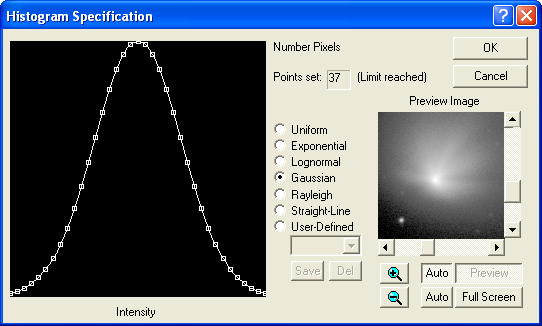 Histogram Specification
Number Pixels
OK
Points set: 37 (Limit reached)
Cancel
Preview Image
Uniform
Exponential
Lognormal
Gaussian
Rayleigh
Straight-Line
User-Defined
Save Del
Auto Preview
Auto Full Screen
Intensity